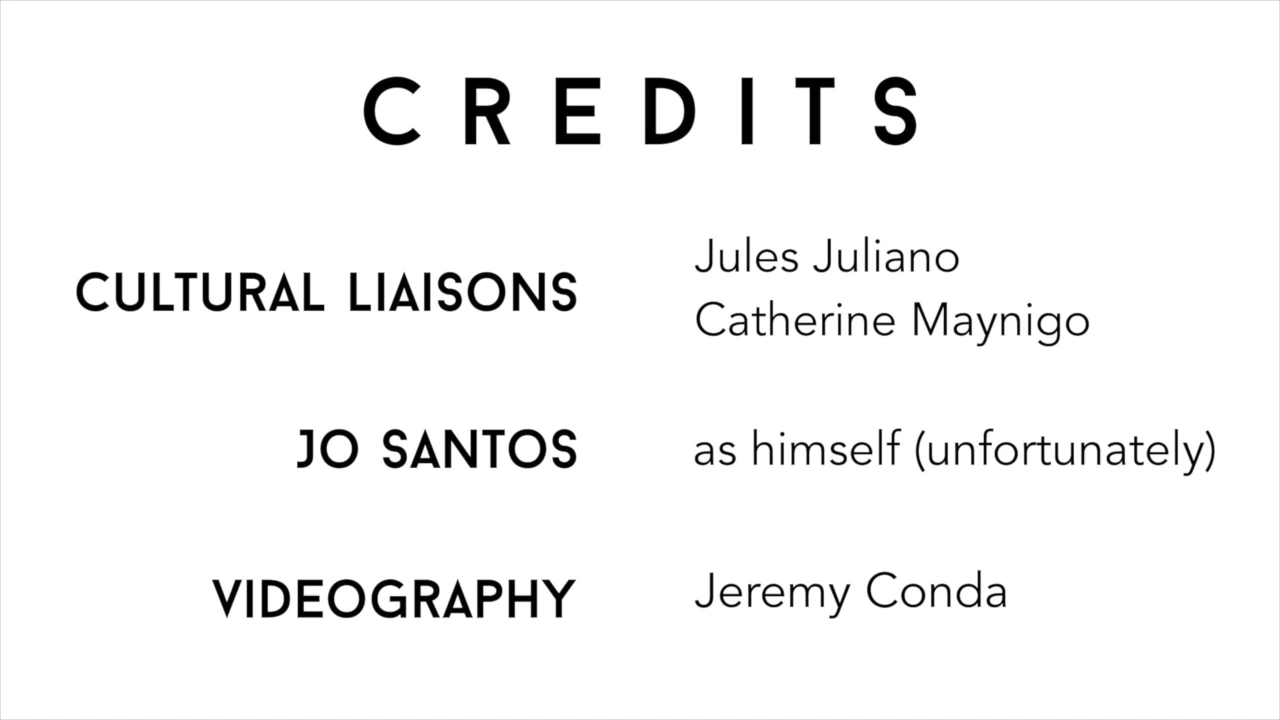 CREDITS
CULTURAL LIAISONS
Jules Juliano
Catherine Maynigo
JO SANTOS as himself (unfortunately)
VIDEOGRAPHY Jeremy Conda